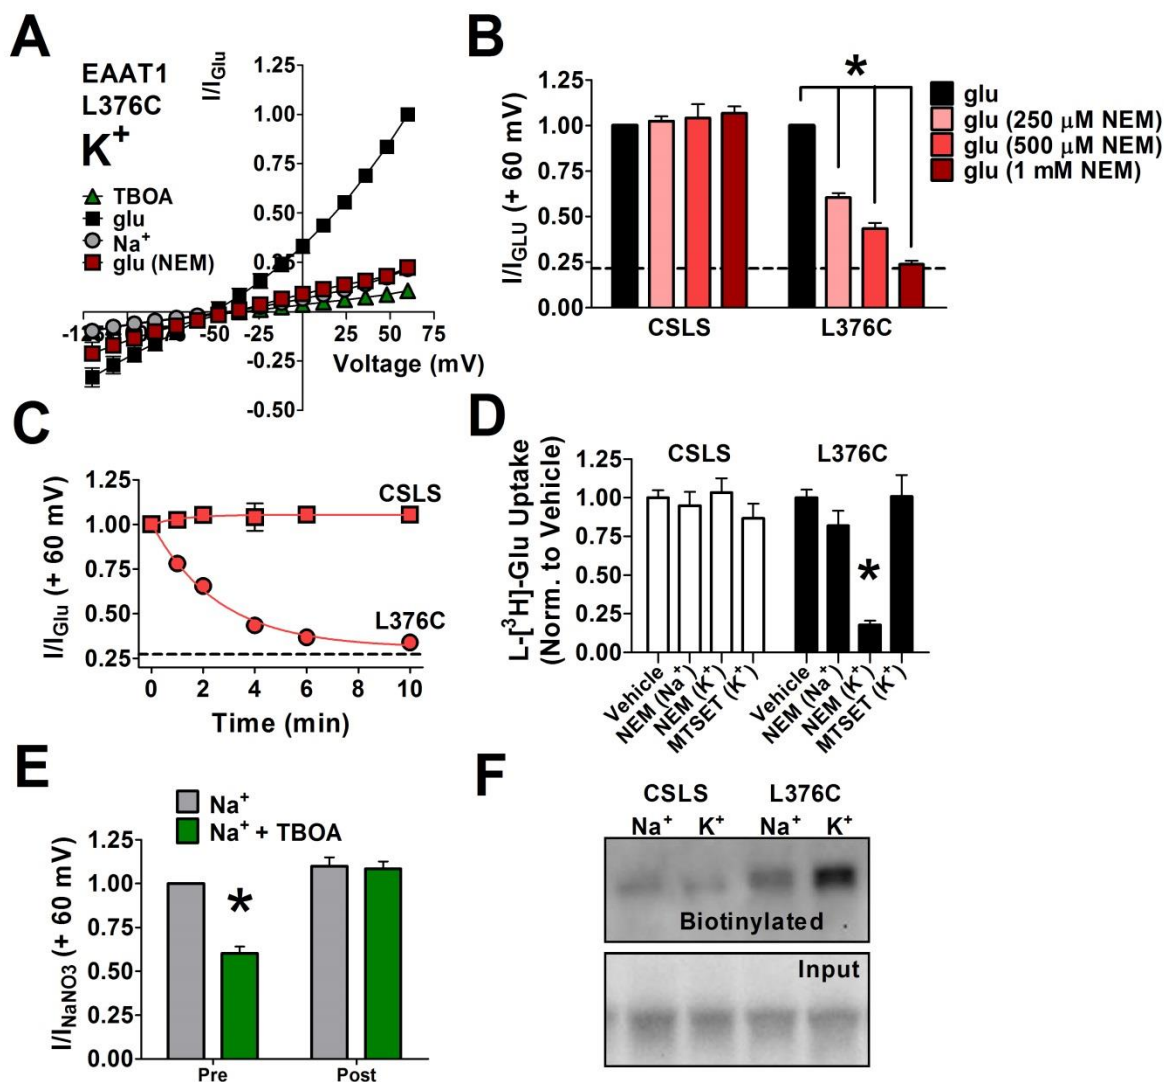 A
EAAT1
L376C
K⁺
TBOA
glu
Na⁺
glu (NEM)
I/I_Glu
1.25
1.00
0.75
0.50
0.25
-0.25
-0.50
-50
-25
25
50
75
Voltage (mV)
B
I/I_GLU (+ 60 mV)
1.25
1.00
0.75
0.50
0.25
0.00
CSLS
L376C
*
glu
glu (250 μM NEM)
glu (500 μM NEM)
glu (1 mM NEM)
C
I/I_Glu (+ 60 mV)
1.25
1.00
0.75
0.50
0.25
CSLS
L376C
0
2
4
6
8
10
Time (min)
D
L-[³H]-Glu Uptake
(Norm. to Vehicle)
1.25
1.00
0.75
0.50
0.25
0.00
CSLS
L376C
*
Vehicle
NEM (Na⁺)
NEM (K⁺)
MTSET (K⁺)
Vehicle
NEM (Na⁺)
NEM (K⁺)
MTSET (K⁺)
E
Na⁺
Na⁺ + TBOA
I/I_NaNO3 (+ 60 mV)
1.25
1.00
0.75
0.50
0.25
0.00
*
Pre
Post
F
CSLS L376C
Na⁺ K⁺ Na⁺ K⁺
Biotinylated
Input